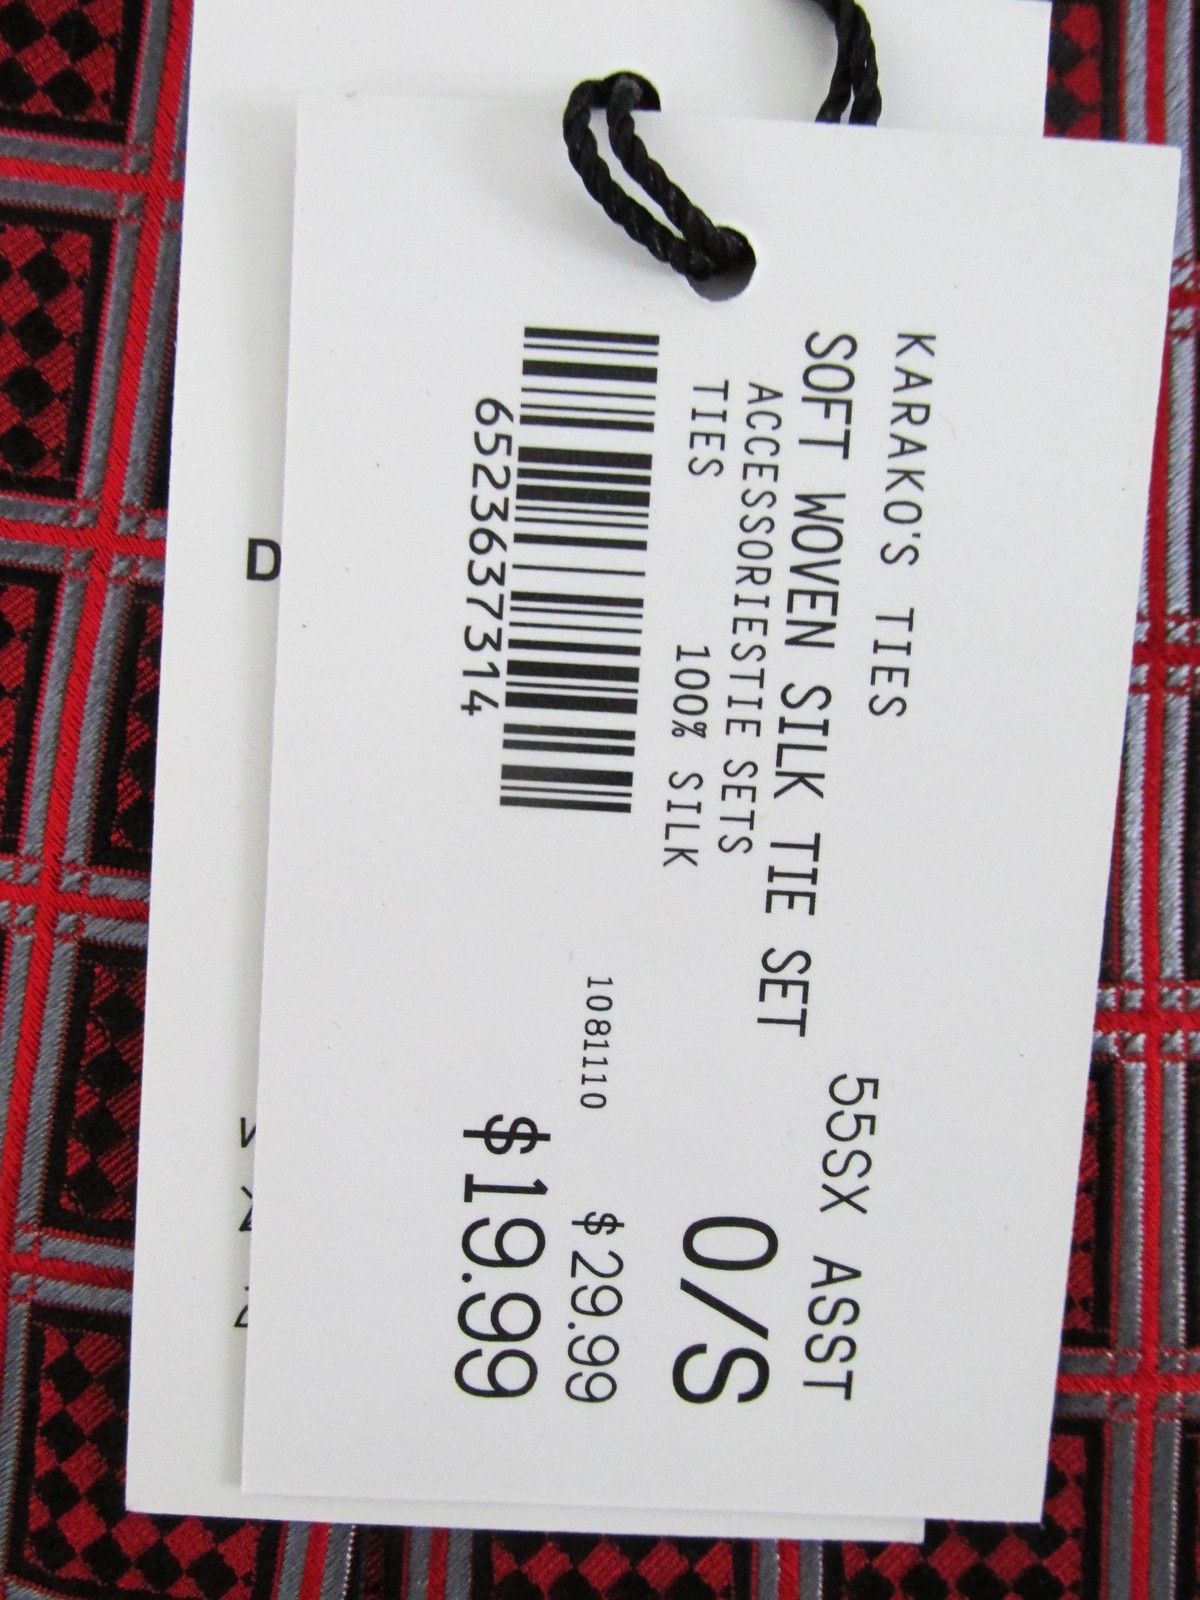 KARAKO'S TIES
SOFT WOVEN SILK TIE SET
55SX ASST
ACCESSORIESTIE SETS
TIES
100% SILK
O/S
6523637314
1081110
$29.99
$19.99
D